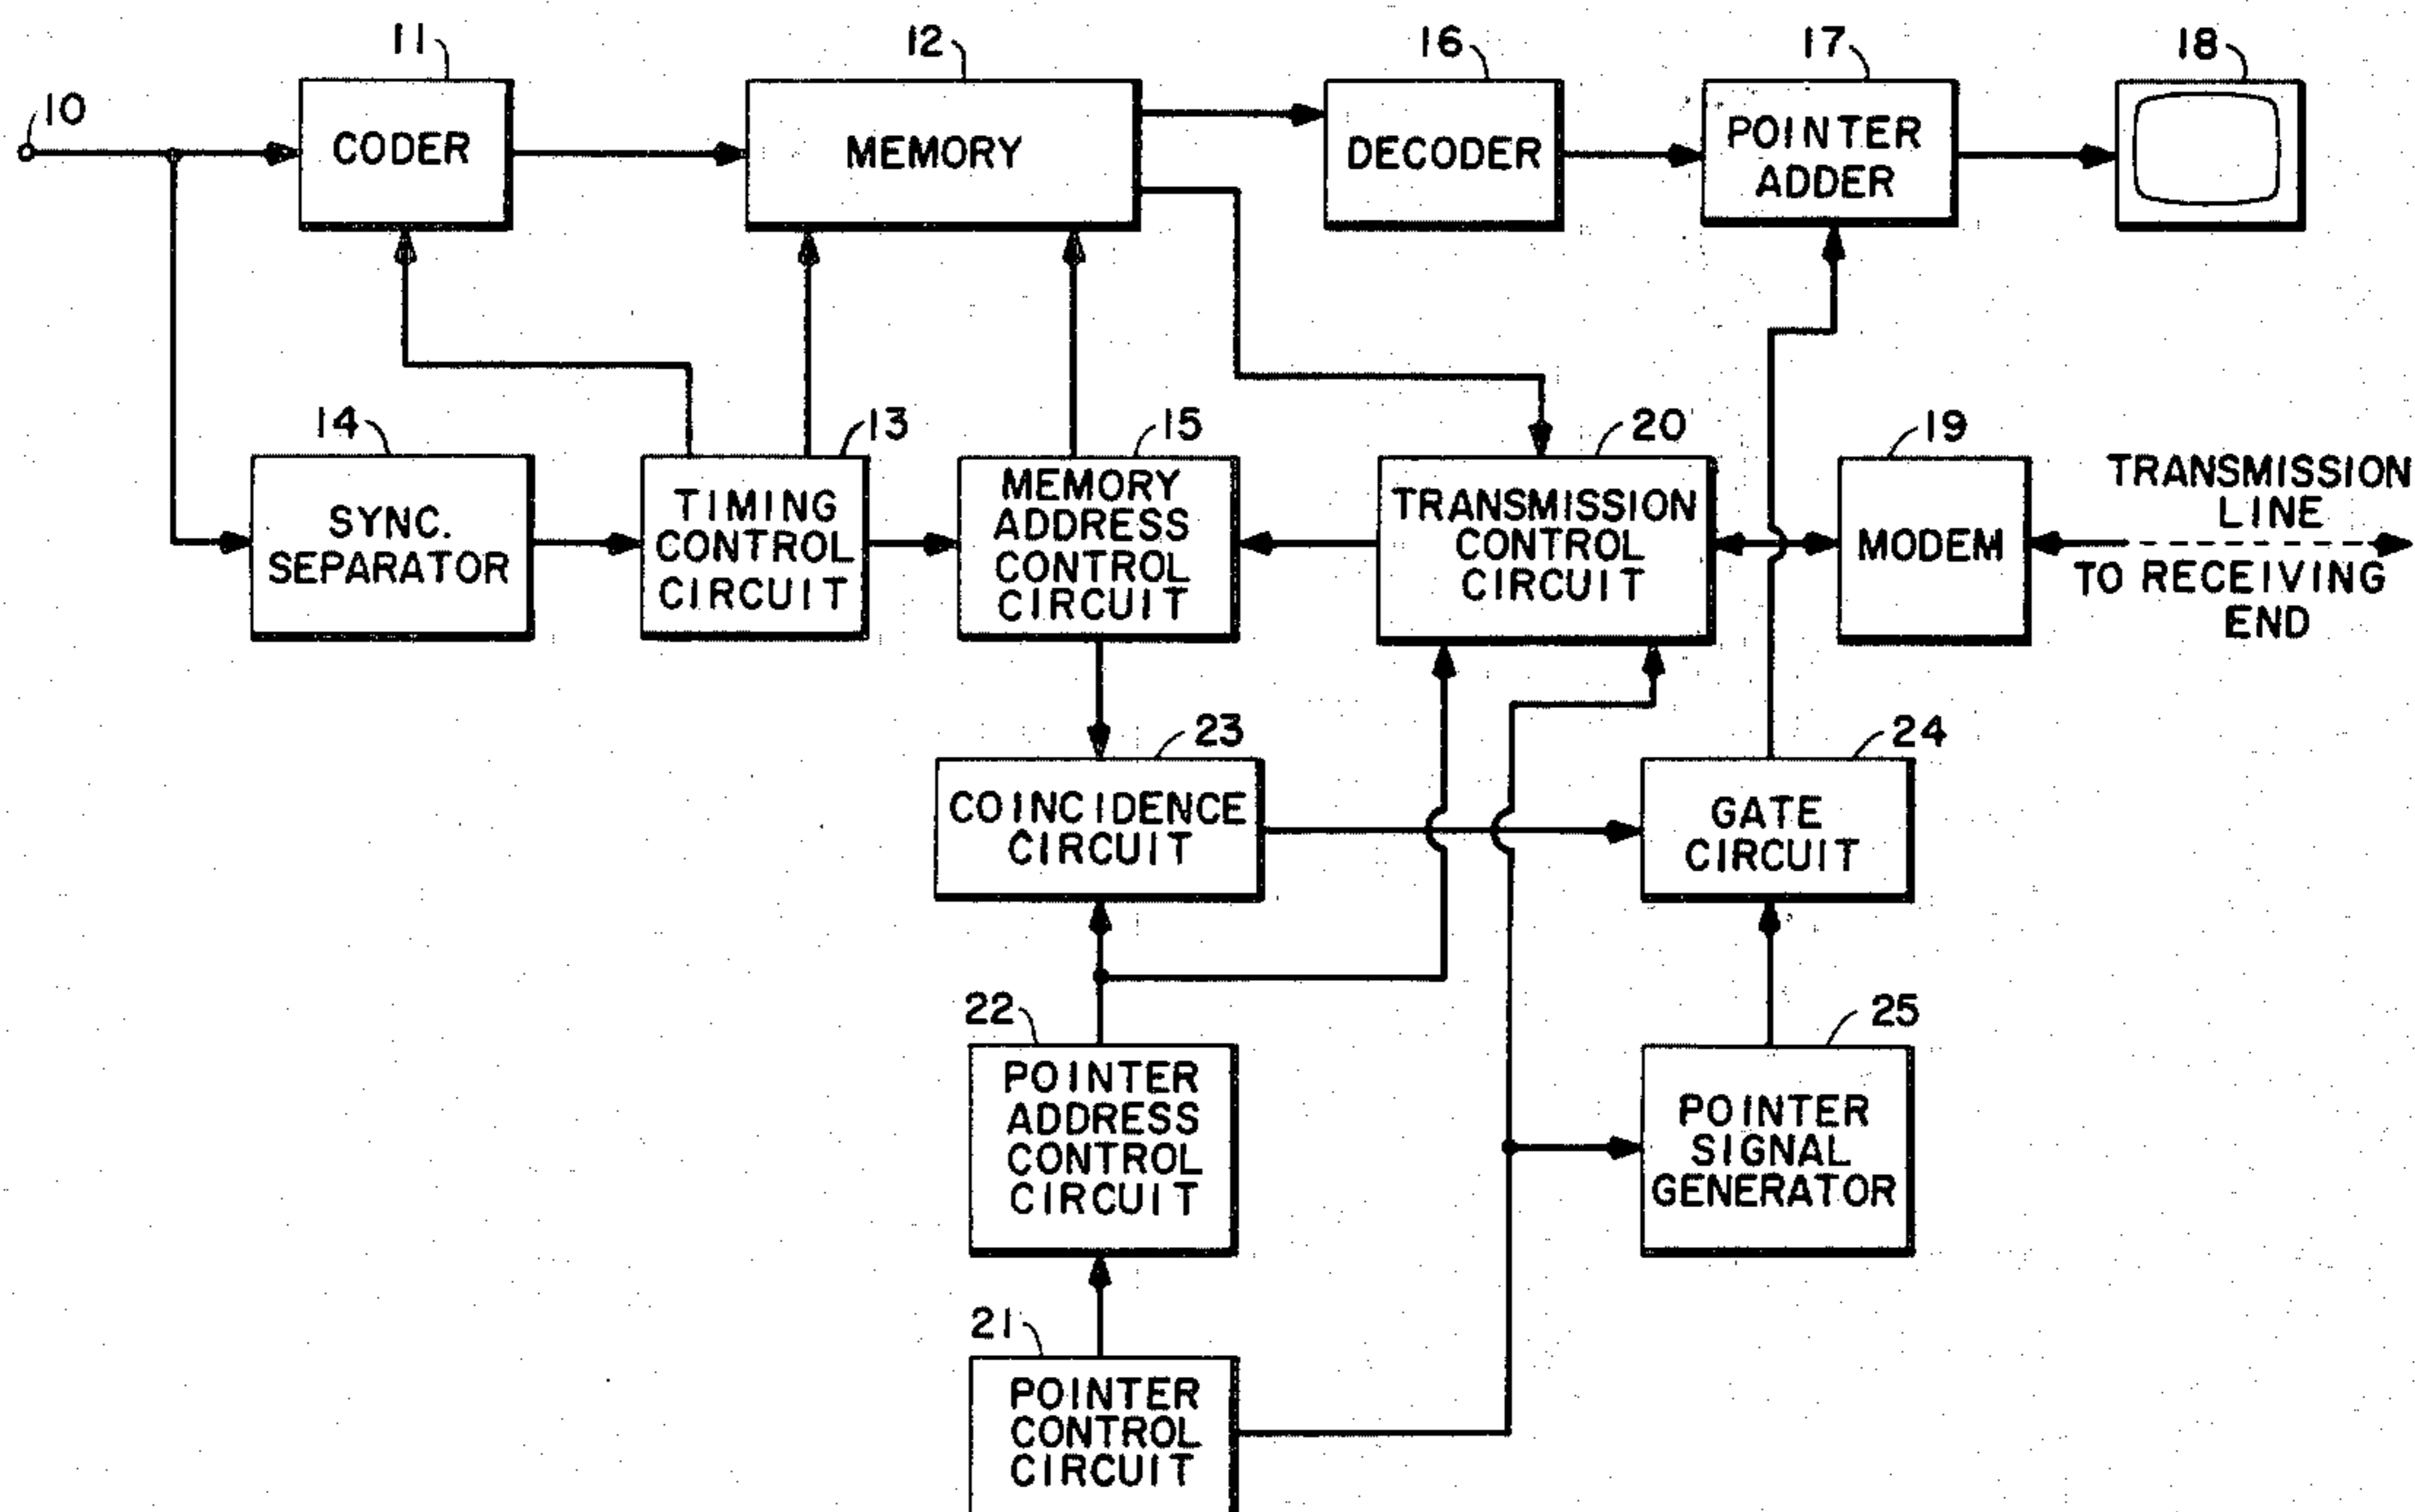 11
12
16
17
18
10
CODER
MEMORY
DECODER
POINTER
ADDER
14
13
15
20
19
SYNC.
SEPARATOR
TIMING
CONTROL
CIRCUIT
MEMORY
ADDRESS
CONTROL
CIRCUIT
TRANSMISSION
CONTROL
CIRCUIT
MODEM
TRANSMISSION
LINE
TO RECEIVING
END
23
24
COINCIDENCE
CIRCUIT
GATE
CIRCUIT
22
25
POINTER
ADDRESS
CONTROL
CIRCUIT
POINTER
SIGNAL
GENERATOR
21
POINTER
CONTROL
CIRCUIT